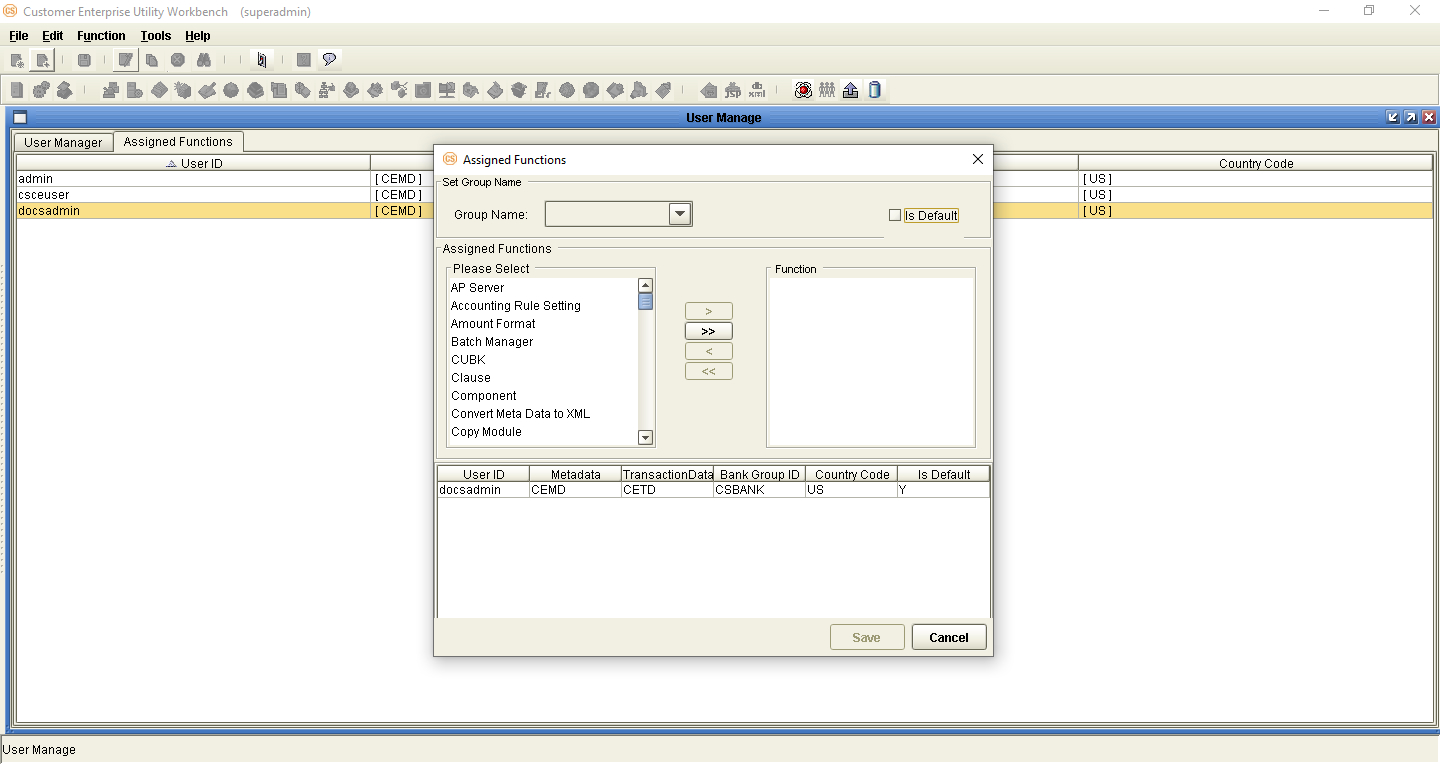 CS Customer Enterprise Utility Workbench (superadmin)
File Edit Function Tools Help
jsp xml
User Manage
User Manager Assigned Functions
User ID Country Code
admin [ CEMD ] [ US ]
csceuser [ CEMD ] [ US ]
docsadmin [ CEMD ] [ US ]
CS Assigned Functions
Set Group Name
Group Name: Is Default
Assigned Functions
Please Select
Function
AP Server
Accounting Rule Setting
Amount Format
Batch Manager
CUBK
Clause
Component
Convert Meta Data to XML
Copy Module
>
>>
<
<<
User ID Metadata TransactionData Bank Group ID Country Code Is Default
docsadmin CEMD CETD CSBANK US Y
Save Cancel
User Manage